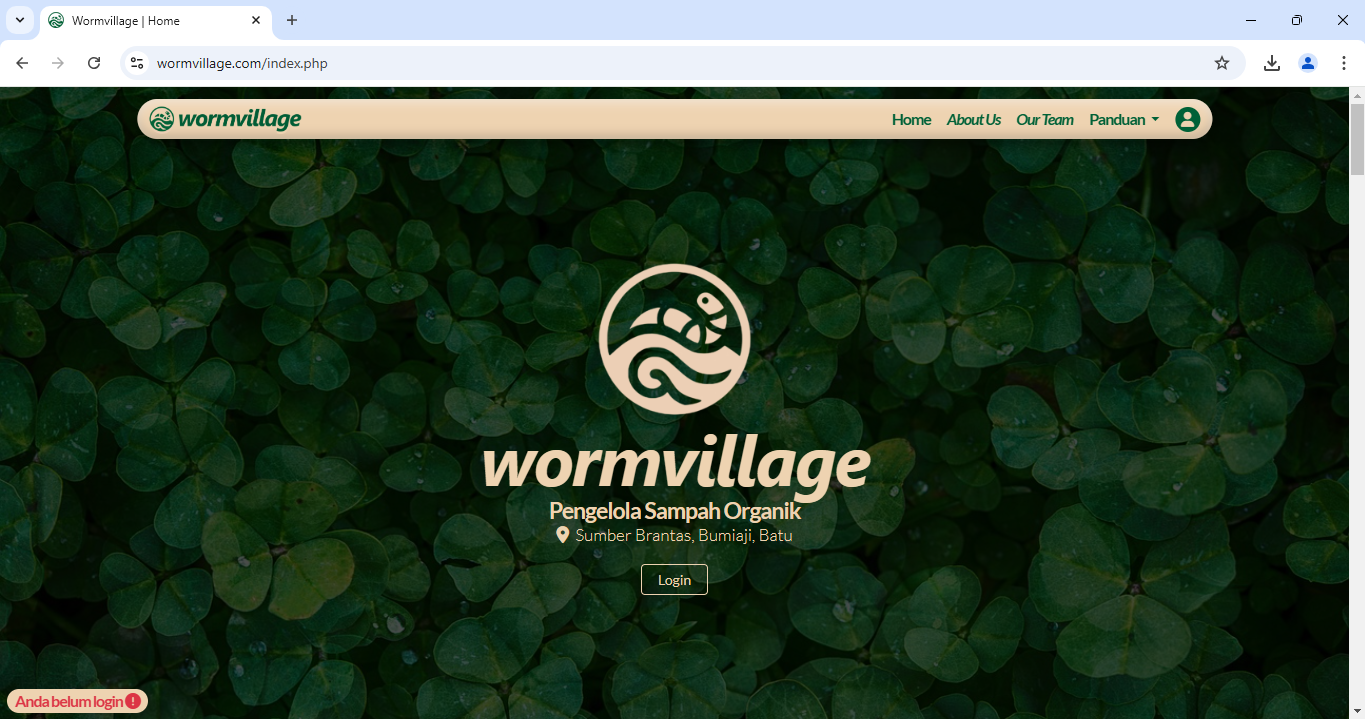 Wormvillage | Home
wormvillage.com/index.php
wormvillage Home About Us Our Team Panduan
wormvillage
Pengelola Sampah Organik
Sumber Brantas, Bumiaji, Batu
Login
Anda belum login